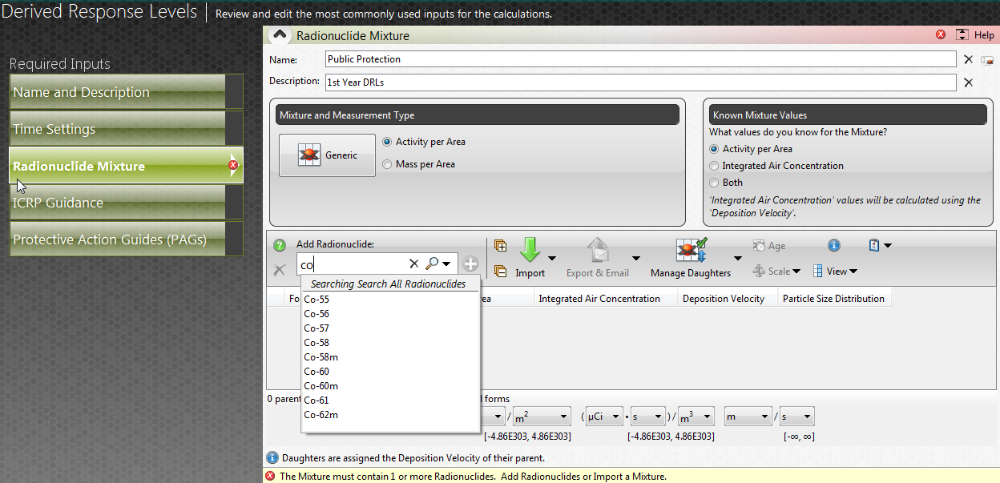 Derived Response Levels | Review and edit the most commonly used inputs for the calculations.
Required Inputs
Name and Description
Time Settings
Radionuclide Mixture
ICRP Guidance
Protective Action Guides (PAGs)
Radionuclide Mixture
Help
Name: Public Protection
Description: 1st Year DRLs
Mixture and Measurement Type
Generic
Activity per Area
Mass per Area
Known Mixture Values
What values do you know for the Mixture?
Activity per Area
Integrated Air Concentration
Both
'Integrated Air Concentration' values will be calculated using the
'Deposition Velocity'.
Add Radionuclide:
co
Searching Search All Radionuclides
Co-55
Co-56
Co-57
Co-58
Co-58m
Co-60
Co-60m
Co-61
Co-62m
Import
Export & Email
Manage Daughters
Age
Scale
View
Fo
ea
Integrated Air Concentration
Deposition Velocity
Particle Size Distribution
0 parent
l forms
/ m² ( µCi • s ) / m³ m / s
[-4.86E303, 4.86E303] [-4.86E303, 4.86E303] [-∞, ∞]
Daughters are assigned the Deposition Velocity of their parent.
The Mixture must contain 1 or more Radionuclides. Add Radionuclides or Import a Mixture.